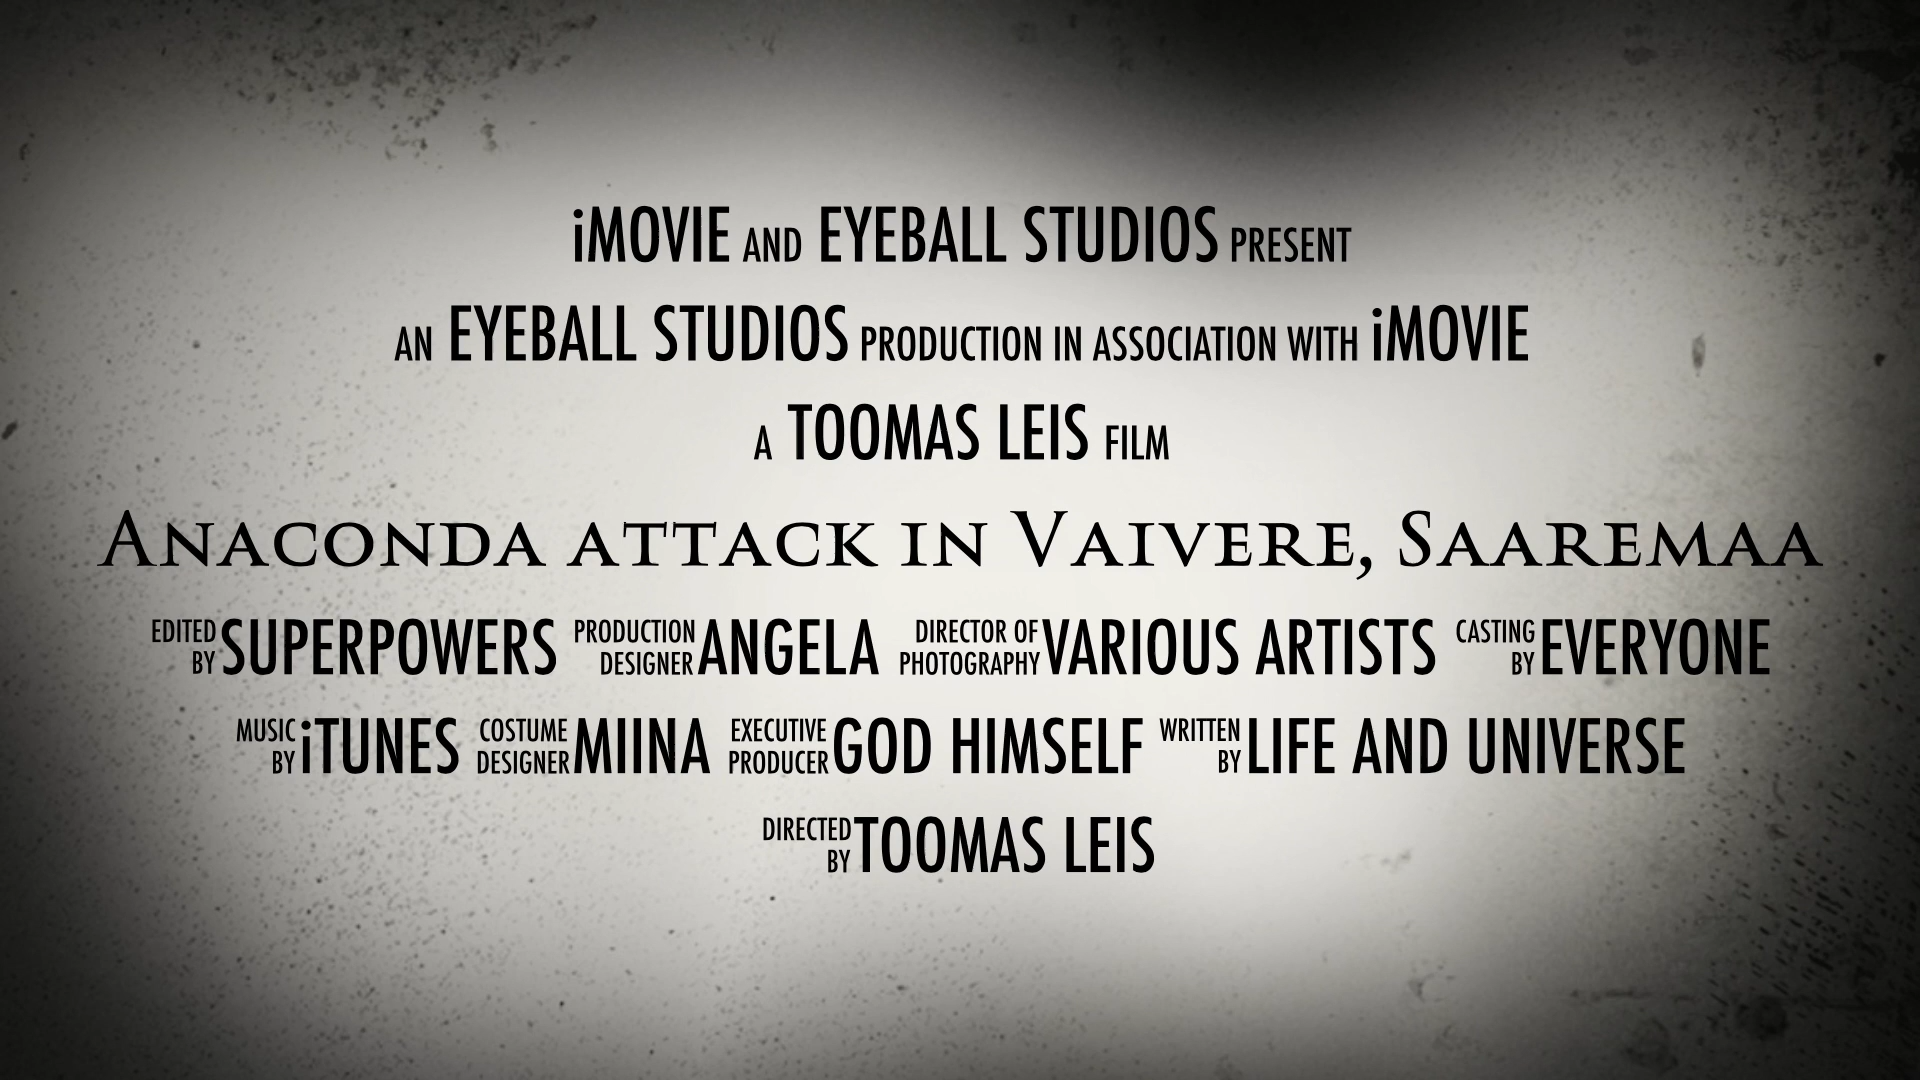 iMOVIE AND EYEBALL STUDIOS PRESENT
AN EYEBALL STUDIOS PRODUCTION IN ASSOCIATION WITH iMOVIE
A TOOMAS LEIS FILM
ANACONDA ATTACK IN VAIVERE, SAAREMAA
EDITED BY SUPERPOWERS PRODUCTION DESIGNER ANGELA DIRECTOR OF PHOTOGRAPHY VARIOUS ARTISTS CASTING BY EVERYONE
MUSIC BY iTUNES COSTUME DESIGNER MIINA EXECUTIVE PRODUCER GOD HIMSELF WRITTEN BY LIFE AND UNIVERSE
DIRECTED BY TOOMAS LEIS